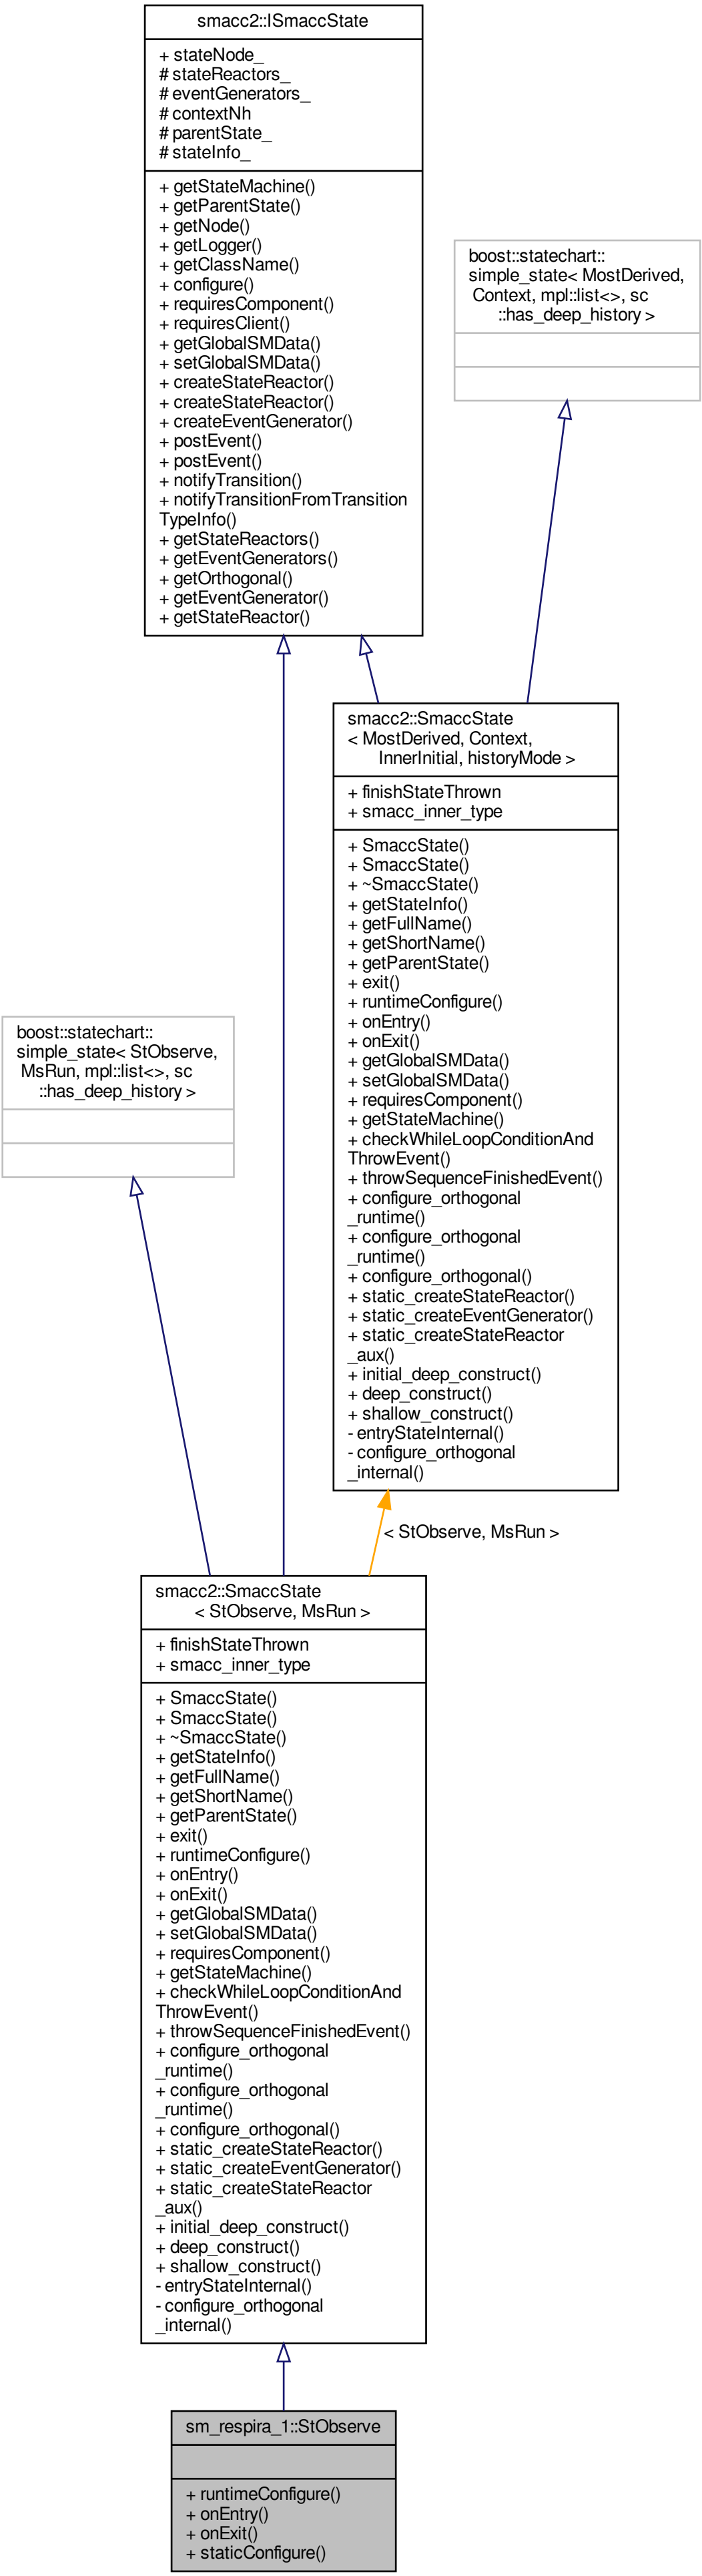 smacc2::ISmaccState
+ stateNode_
# stateReactors_
# eventGenerators_
# contextNh
# parentState_
# stateInfo_
+ getStateMachine()
+ getParentState()
+ getNode()
+ getLogger()
+ getClassName()
+ configure()
+ requiresComponent()
+ requiresClient()
+ getGlobalSMData()
+ setGlobalSMData()
+ createStateReactor()
+ createStateReactor()
+ createEventGenerator()
+ postEvent()
+ postEvent()
+ notifyTransition()
+ notifyTransitionFromTransition
TypeInfo()
+ getStateReactors()
+ getEventGenerators()
+ getOrthogonal()
+ getEventGenerator()
+ getStateReactor()
boost::statechart::
simple_state< MostDerived,
Context, mpl::list<>, sc
::has_deep_history >
smacc2::SmaccState
< MostDerived, Context,
InnerInitial, historyMode >
+ finishStateThrown
+ smacc_inner_type
+ SmaccState()
+ SmaccState()
+ ~SmaccState()
+ getStateInfo()
+ getFullName()
+ getShortName()
+ getParentState()
+ exit()
+ runtimeConfigure()
+ onEntry()
+ onExit()
+ getGlobalSMData()
+ setGlobalSMData()
+ requiresComponent()
+ getStateMachine()
+ checkWhileLoopConditionAnd
ThrowEvent()
+ throwSequenceFinishedEvent()
+ configure_orthogonal
_runtime()
+ configure_orthogonal
_runtime()
+ configure_orthogonal()
+ static_createStateReactor()
+ static_createEventGenerator()
+ static_createStateReactor
_aux()
+ initial_deep_construct()
+ deep_construct()
+ shallow_construct()
- entryStateInternal()
- configure_orthogonal
_internal()
boost::statechart::
simple_state< StObserve,
MsRun, mpl::list<>, sc
::has_deep_history >
< StObserve, MsRun >
smacc2::SmaccState
< StObserve, MsRun >
+ finishStateThrown
+ smacc_inner_type
+ SmaccState()
+ SmaccState()
+ ~SmaccState()
+ getStateInfo()
+ getFullName()
+ getShortName()
+ getParentState()
+ exit()
+ runtimeConfigure()
+ onEntry()
+ onExit()
+ getGlobalSMData()
+ setGlobalSMData()
+ requiresComponent()
+ getStateMachine()
+ checkWhileLoopConditionAnd
ThrowEvent()
+ throwSequenceFinishedEvent()
+ configure_orthogonal
_runtime()
+ configure_orthogonal
_runtime()
+ configure_orthogonal()
+ static_createStateReactor()
+ static_createEventGenerator()
+ static_createStateReactor
_aux()
+ initial_deep_construct()
+ deep_construct()
+ shallow_construct()
- entryStateInternal()
- configure_orthogonal
_internal()
sm_respira_1::StObserve
+ runtimeConfigure()
+ onEntry()
+ onExit()
+ staticConfigure()